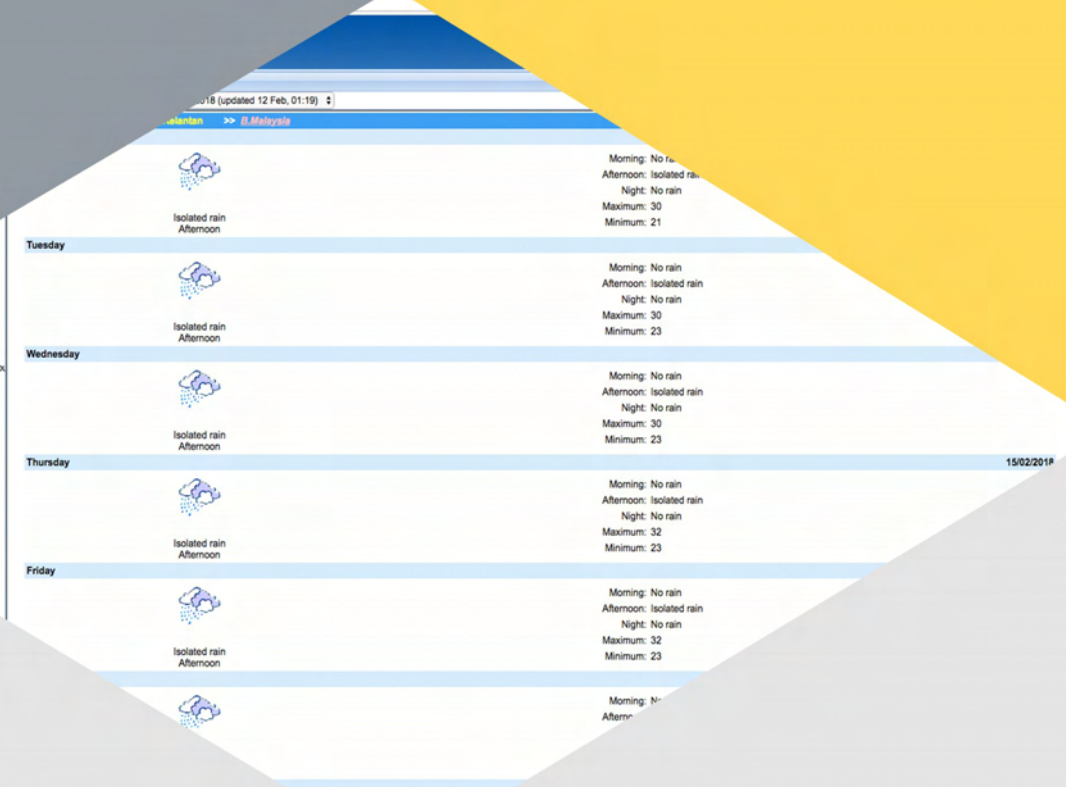 (updated 12 Feb, 01:19)
>> B.Malaysia
Morning: No
Afternoon: Isolated
Night: No rain
Maximum: 30
Minimum: 21
Isolated rain
Afternoon
Tuesday
Morning: No rain
Afternoon: Isolated rain
Night: No rain
Maximum: 30
Minimum: 23
Isolated rain
Afternoon
Wednesday
Morning: No rain
Afternoon: Isolated rain
Night: No rain
Maximum: 30
Minimum: 23
Isolated rain
Afternoon
Thursday 15/02/2018
Morning: No rain
Afternoon: Isolated rain
Night: No rain
Maximum: 32
Minimum: 23
Isolated rain
Afternoon
Friday
Morning: No rain
Afternoon: Isolated rain
Night: No rain
Maximum: 32
Minimum: 23
Isolated rain
Afternoon
Morning: